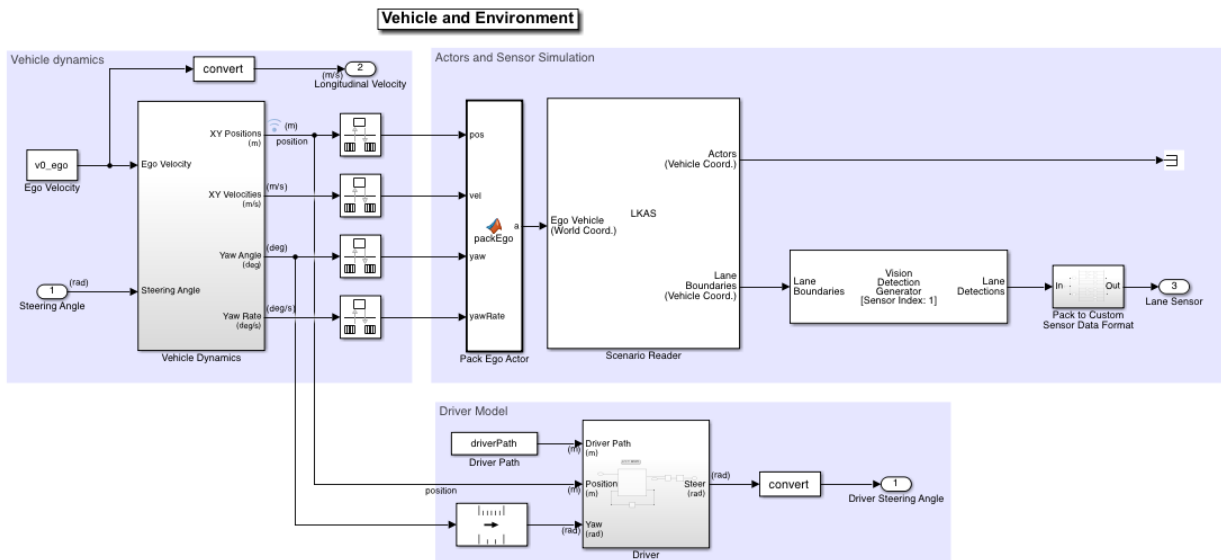 Vehicle and Environment
Vehicle dynamics
convert
2
(m/s)
Longitudinal Velocity
v0_ego
Ego Velocity
Ego Velocity
XY Positions
(m)
(m)
position
XY Velocities
(m/s)
(m/s)
Yaw Angle
(deg)
(deg)
1
(rad)
Steering Angle
Steering Angle
Yaw Rate
(deg/s)
(deg/s)
Vehicle Dynamics
Actors and Sensor Simulation
pos
vel
yaw
yawRate
packEgo
a
Pack Ego Actor
Ego Vehicle
(World Coord.)
LKAS
Actors
(Vehicle Coord.)
Lane
Boundaries
(Vehicle Coord.)
Scenario Reader
Lane
Boundaries
Vision
Detection
Generator
[Sensor Index: 1]
Lane
Detections
In
Out
Pack to Custom
Sensor Data Format
3
Lane Sensor
Driver Model
driverPath
Driver Path
(m)
Driver Path
(m)
position
(m)
Position
(m)
(rad)
Yaw
(rad)
Steer
(rad)
Driver
(rad)
convert
1
Driver Steering Angle